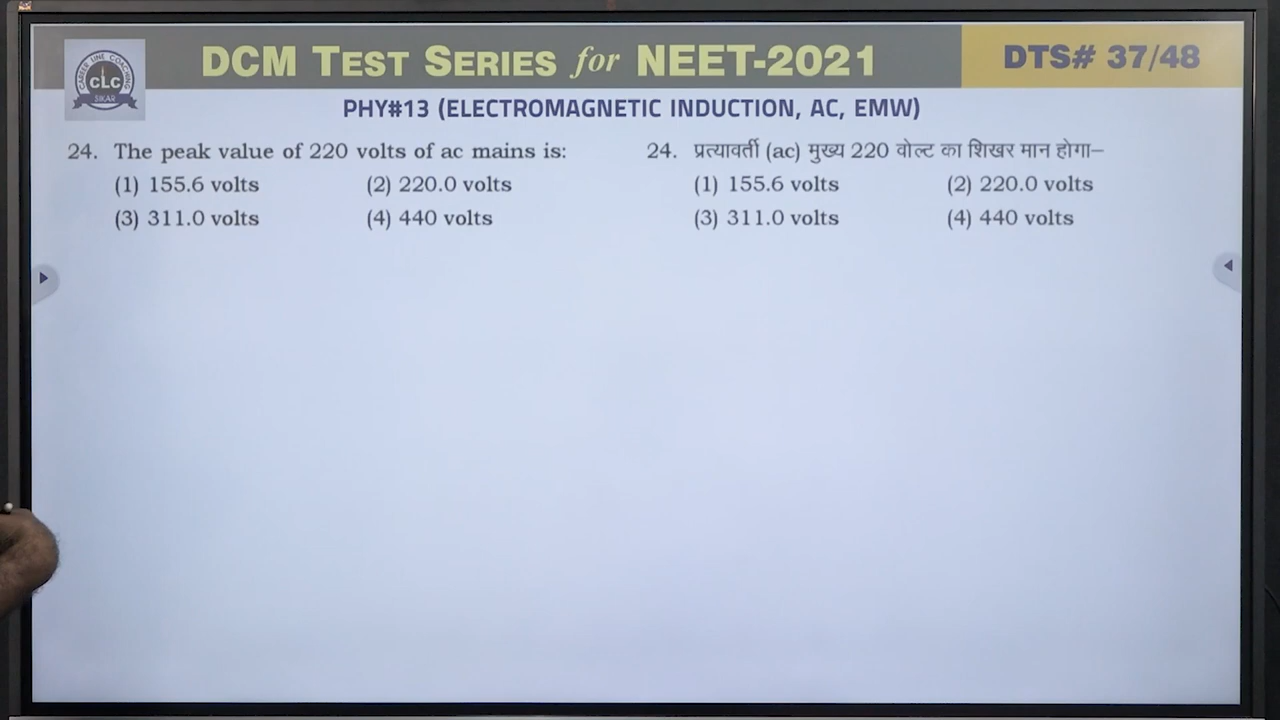 DCM TEST SERIES for NEET-2021
DTS# 37/48
CAREER LINE COACHING
CLC
SIKAR
PHY#13 (ELECTROMAGNETIC INDUCTION, AC, EMW)
24. The peak value of 220 volts of ac mains is:
(1) 155.6 volts (2) 220.0 volts
(3) 311.0 volts (4) 440 volts
24. प्रत्यावर्ती (ac) मुख्य 220 वोल्ट का शिखर मान होगा–
(1) 155.6 volts (2) 220.0 volts
(3) 311.0 volts (4) 440 volts